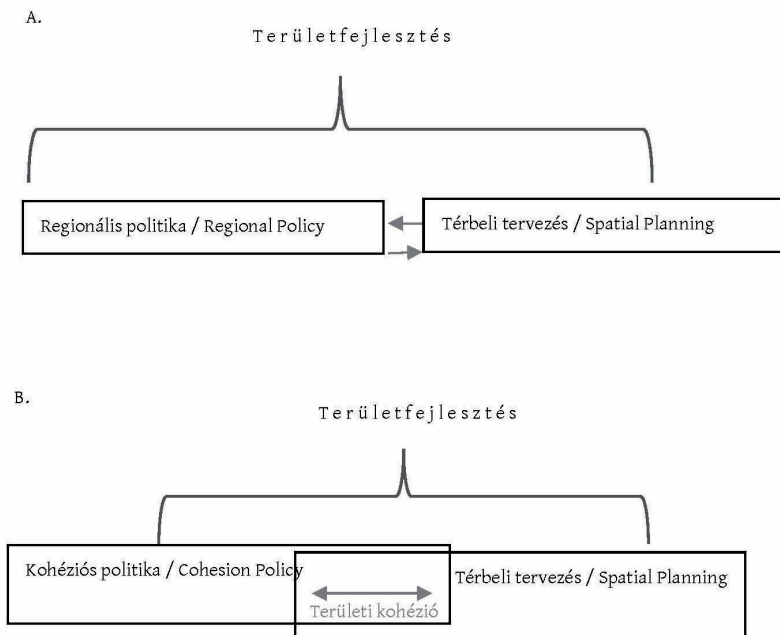 A.
Területfejlesztés
Regionális politika / Regional Policy
Térbeli tervezés / Spatial Planning
B.
Területfejlesztés
Kohéziós politika / Cohesion Policy
Térbeli tervezés / Spatial Planning
Területi kohézió